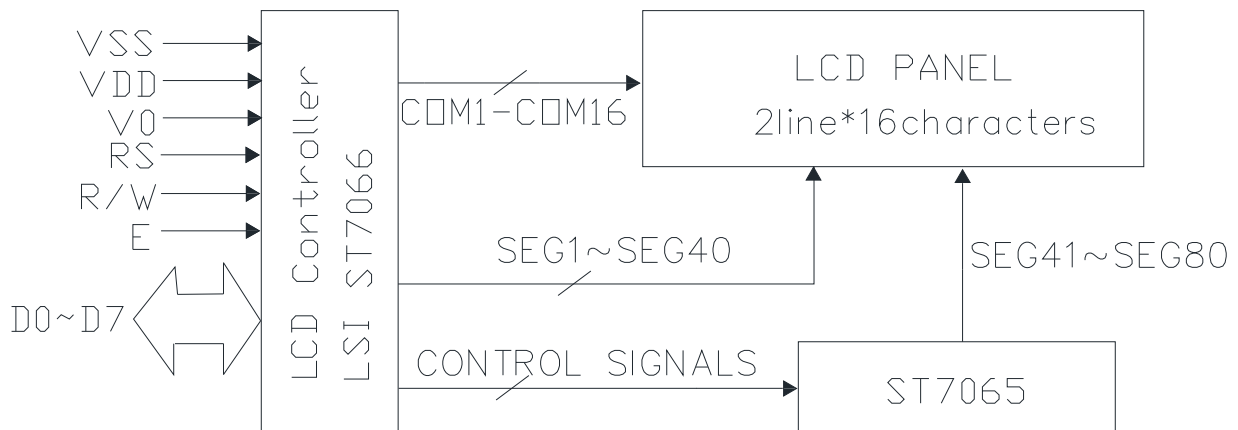 VSS
VDD
V0
RS
R/W
E
D0~D7
LCD Controller
LSI ST7066
COM1-COM16
LCD PANEL
2line*16characters
SEG1~SEG40
SEG41~SEG80
CONTROL SIGNALS
ST7065